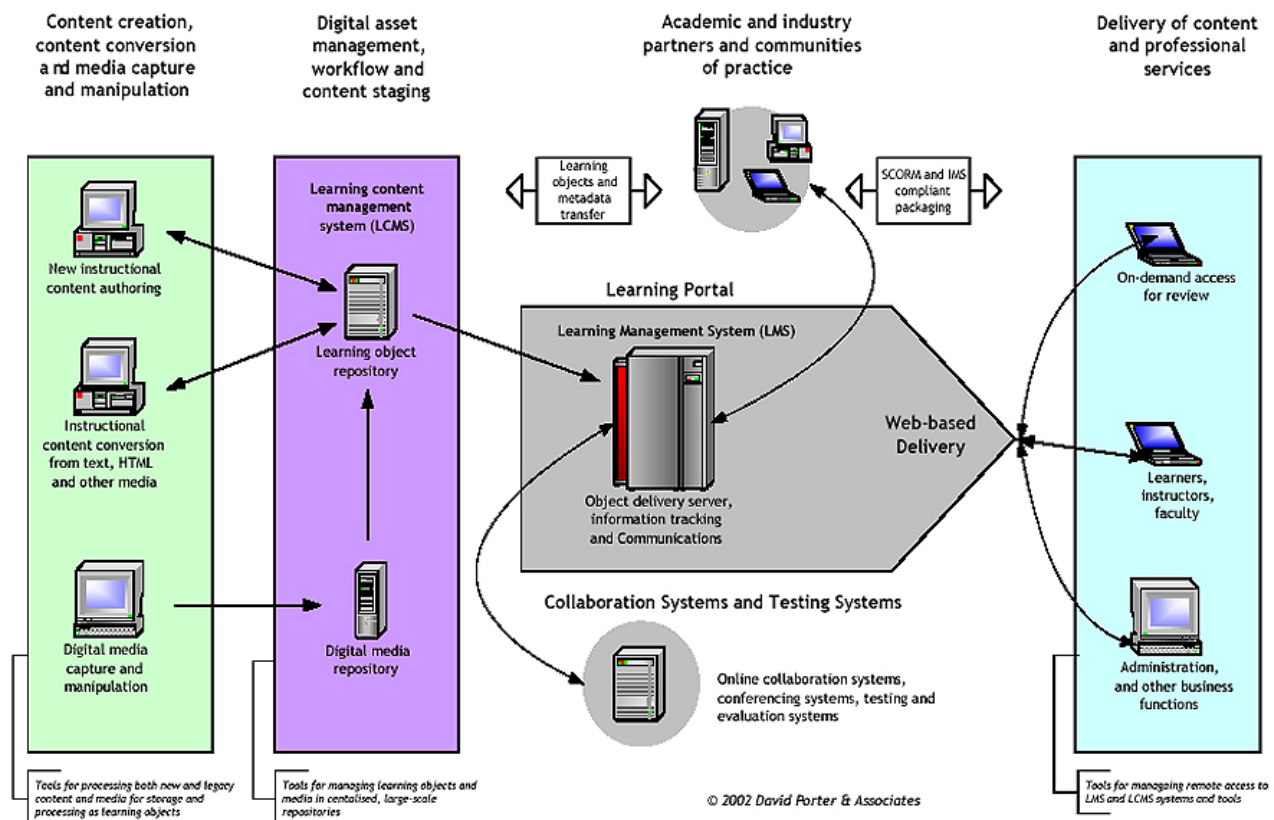 Content creation,
content conversion
and media capture
and manipulation
Digital asset
management,
workflow and
content staging
Academic and industry
partners and communities
of practice
Delivery of content
and professional
services
New instructional
content authoring
Instructional
content conversion
from text, HTML
and other media
Digital media
capture and
manipulation
Tools for processing both new and legacy
content and media for storage and
processing as learning objects
Learning content
management
system (LCMS)
Learning object
repository
Digital media
repository
Tools for managing learning objects and
media in centalised, large-scale
repositories
Learning
objects and
metadata
transfer
SCORM and IMS
compliant
packaging
Learning Portal
Learning Management System (LMS)
Object delivery server,
information tracking
and Communications
Web-based
Delivery
Collaboration Systems and Testing Systems
Online collaboration systems,
conferencing systems, testing and
evaluation systems
© 2002 David Porter & Associates
On-demand access
for review
Learners,
instructors,
faculty
Administration,
and other business
functions
Tools for managing remote access to
LMS and LCMS systems and tools